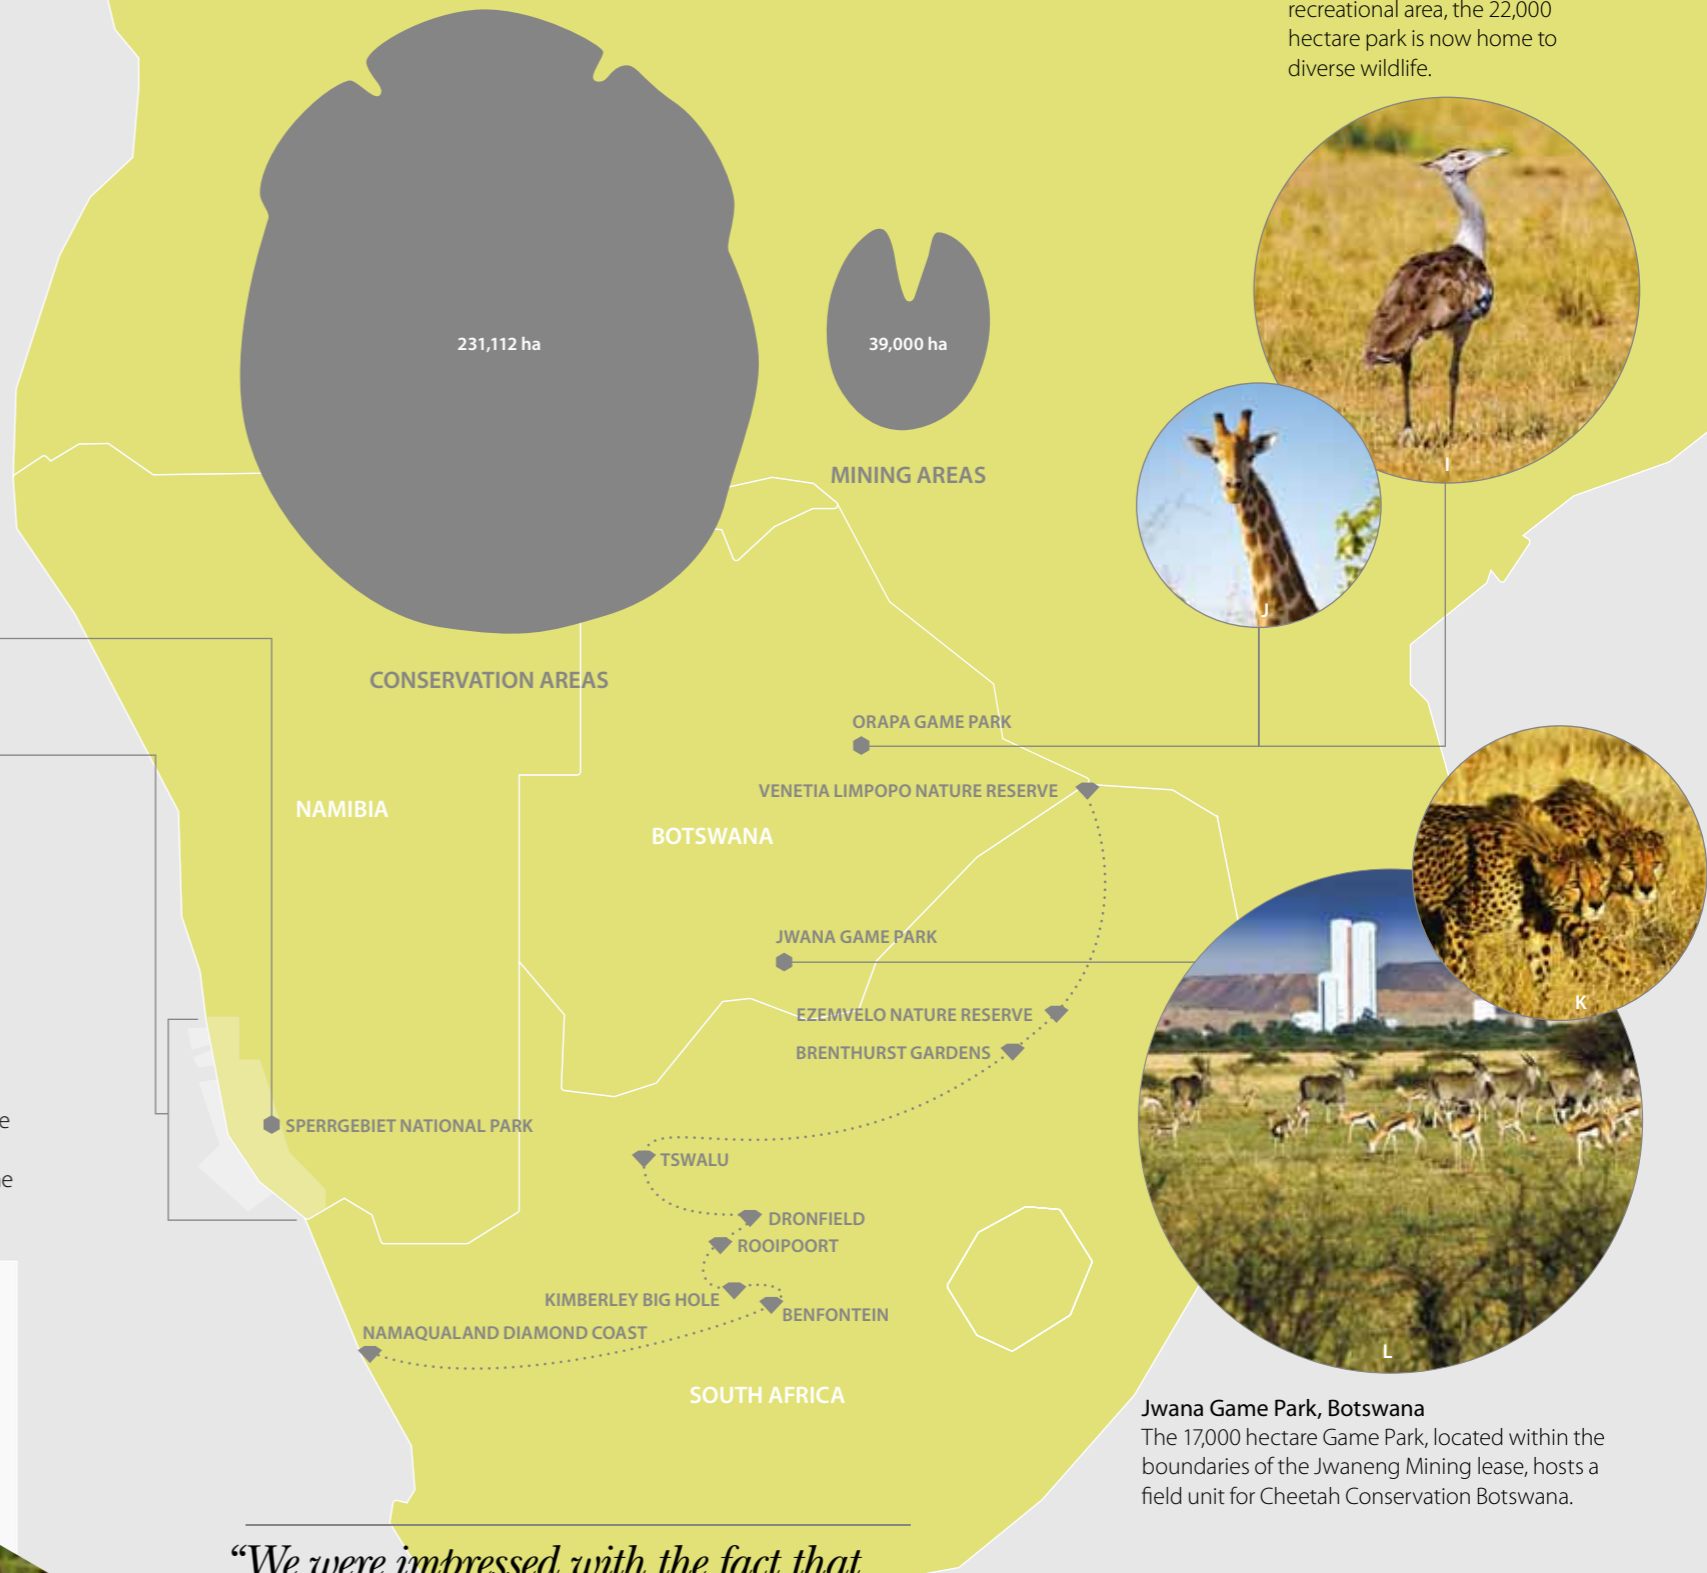 recreational area, the 22,000
hectare park is now home to
diverse wildlife.
231,112 ha
39,000 ha
MINING AREAS
I
J
CONSERVATION AREAS
ORAPA GAME PARK
VENETIA LIMPOPO NATURE RESERVE
NAMIBIA
BOTSWANA
JWANA GAME PARK
K
EZEMVELO NATURE RESERVE
BRENTHURST GARDENS
SPERRGEBIET NATIONAL PARK
TSWALU
DRONFIELD
ROOIPOORT
KIMBERLEY BIG HOLE
BENFONTEIN
NAMAQUALAND DIAMOND COAST
L
SOUTH AFRICA
Jwana Game Park, Botswana
The 17,000 hectare Game Park, located within the
boundaries of the Jwaneng Mining lease, hosts a
field unit for Cheetah Conservation Botswana.
“We were impressed with the fact that